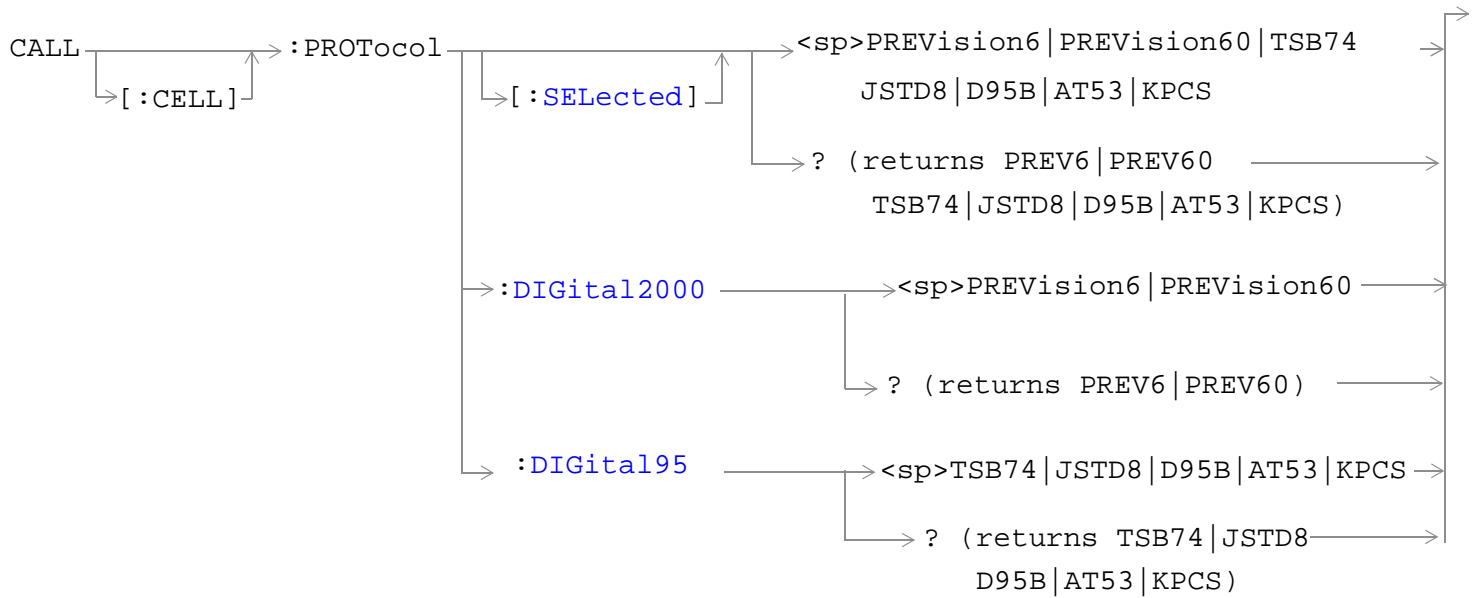 CALL :PROTocol <sp>PREVision6|PREVision60|TSB74
[:CELL] [:SELected] JSTD8|D95B|AT53|KPCS
? (returns PREV6|PREV60
TSB74|JSTD8|D95B|AT53|KPCS)
:DIGital2000 <sp>PREVision6|PREVision60
? (returns PREV6|PREV60)
:DIGital95 <sp>TSB74|JSTD8|D95B|AT53|KPCS
? (returns TSB74|JSTD8
D95B|AT53|KPCS)